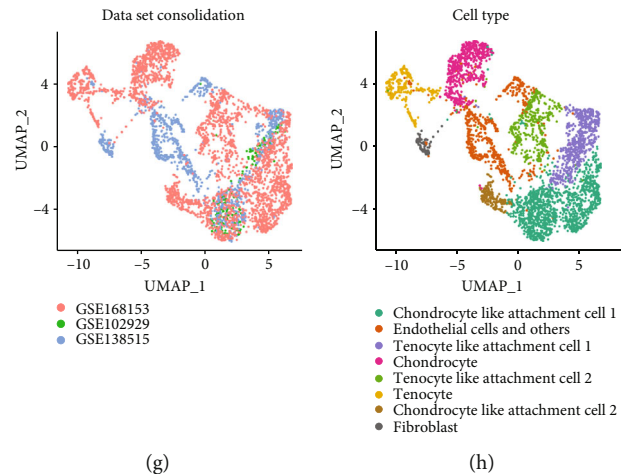 Data set consolidation
4
0
−4
UMAP_2
−10
−5
0
5
UMAP_1
GSE168153
GSE102929
GSE138515
(g)
Cell type
4
0
−4
UMAP_2
−10
−5
0
5
UMAP_1
Chondrocyte like attachment cell 1
Endothelial cells and others
Tenocyte like attachment cell 1
Chondrocyte
Tenocyte like attachment cell 2
Tenocyte
Chondrocyte like attachment cell 2
Fibroblast
(h)